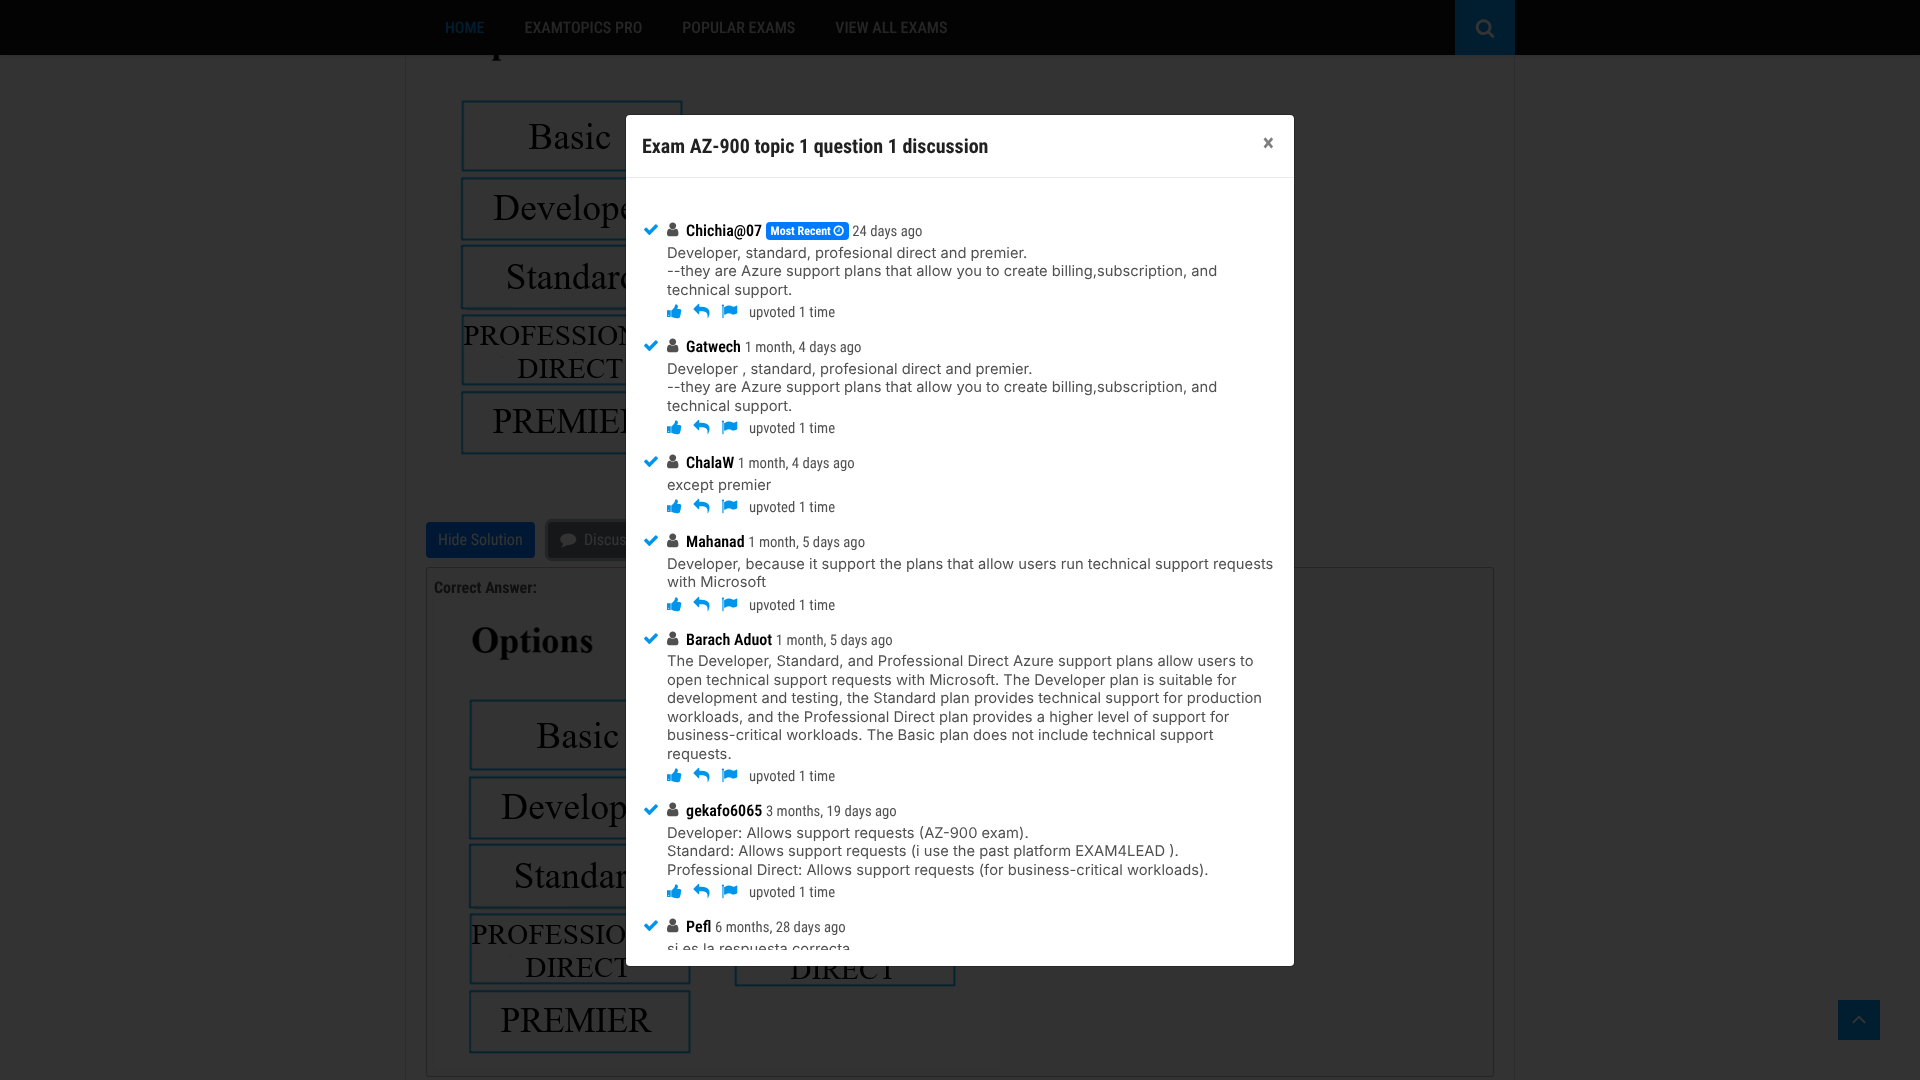 HOME EXAMTOPICS PRO POPULAR EXAMS VIEW ALL EXAMS
Basic
Develope
Standard
PROFESSION
DIRECT
PREMIE
Hide Solution Discus
Correct Answer:
Options
Basic
Develop
Standar
PROFESSIO
DIRECT
DIRECT
PREMIER
Exam AZ-900 topic 1 question 1 discussion
×
Chichia@07 Most Recent 24 days ago
Developer, standard, profesional direct and premier.
--they are Azure support plans that allow you to create billing,subscription, and
technical support.
upvoted 1 time
Gatwech 1 month, 4 days ago
Developer , standard, profesional direct and premier.
--they are Azure support plans that allow you to create billing,subscription, and
technical support.
upvoted 1 time
ChalaW 1 month, 4 days ago
except premier
upvoted 1 time
Mahanad 1 month, 5 days ago
Developer, because it support the plans that allow users run technical support requests
with Microsoft
upvoted 1 time
Barach Aduot 1 month, 5 days ago
The Developer, Standard, and Professional Direct Azure support plans allow users to
open technical support requests with Microsoft. The Developer plan is suitable for
development and testing, the Standard plan provides technical support for production
workloads, and the Professional Direct plan provides a higher level of support for
business-critical workloads. The Basic plan does not include technical support
requests.
upvoted 1 time
gekafo6065 3 months, 19 days ago
Developer: Allows support requests (AZ-900 exam).
Standard: Allows support requests (i use the past platform EXAM4LEAD ).
Professional Direct: Allows support requests (for business-critical workloads).
upvoted 1 time
Pefl 6 months, 28 days ago
si es la respuesta correcta